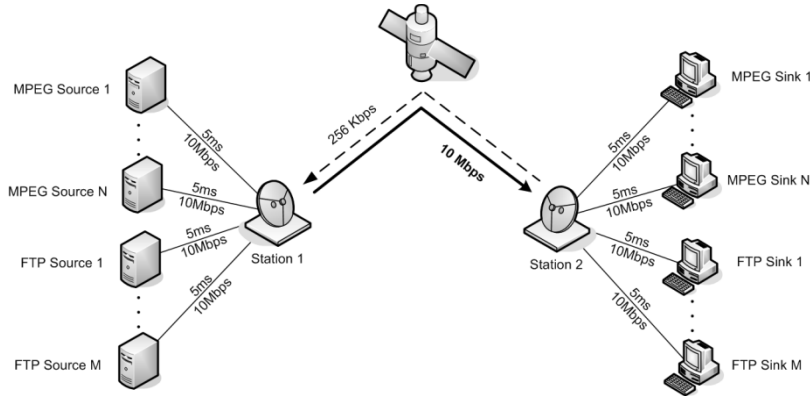 MPEG Source 1
5ms
10Mbps
MPEG Source N
5ms
10Mbps
FTP Source 1
5ms
10Mbps
FTP Source M
5ms
10Mbps
Station 1
256 Kbps
10 Mbps
Station 2
MPEG Sink 1
5ms
10Mbps
MPEG Sink N
5ms
10Mbps
FTP Sink 1
5ms
10Mbps
FTP Sink M
5ms
10Mbps